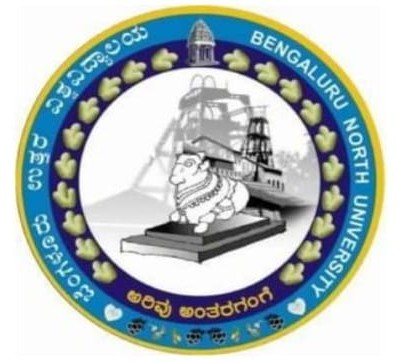 ಬೆಂಗಳೂರು ಉತ್ತರ ವಿಶ್ವವಿದ್ಯಾಲಯ
BENGALURU NORTH UNIVERSITY
ಅರಿವು ಅಂತರಗಂಗೆ